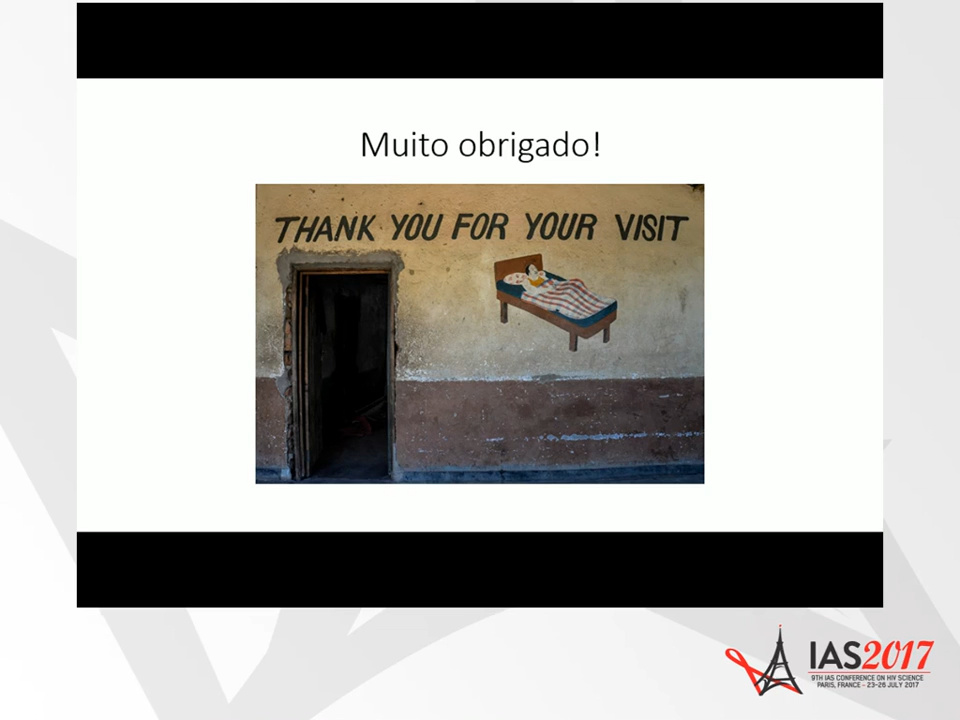 Muito obrigado!
THANK YOU FOR YOUR VISIT
IAS2017
9TH IAS CONFERENCE ON HIV SCIENCE
PARIS, FRANCE - 23-26 JULY 2017